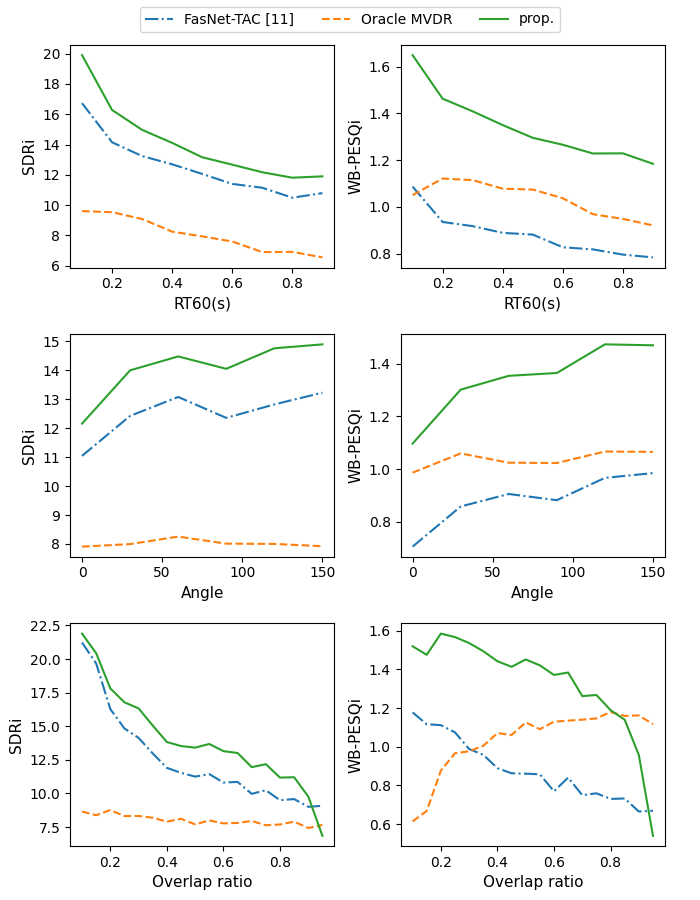 FasNet-TAC [11] Oracle MVDR prop.
SDRi
20
18
16
14
12
10
8
6
0.2 0.4 0.6 0.8
RT60(s)
WB-PESQi
1.6
1.4
1.2
1.0
0.8
0.2 0.4 0.6 0.8
RT60(s)
SDRi
15
14
13
12
11
10
9
8
0 50 100 150
Angle
WB-PESQi
1.4
1.2
1.0
0.8
0 50 100 150
Angle
SDRi
22.5
20.0
17.5
15.0
12.5
10.0
7.5
0.2 0.4 0.6 0.8
Overlap ratio
WB-PESQi
1.6
1.4
1.2
1.0
0.8
0.6
0.2 0.4 0.6 0.8
Overlap ratio